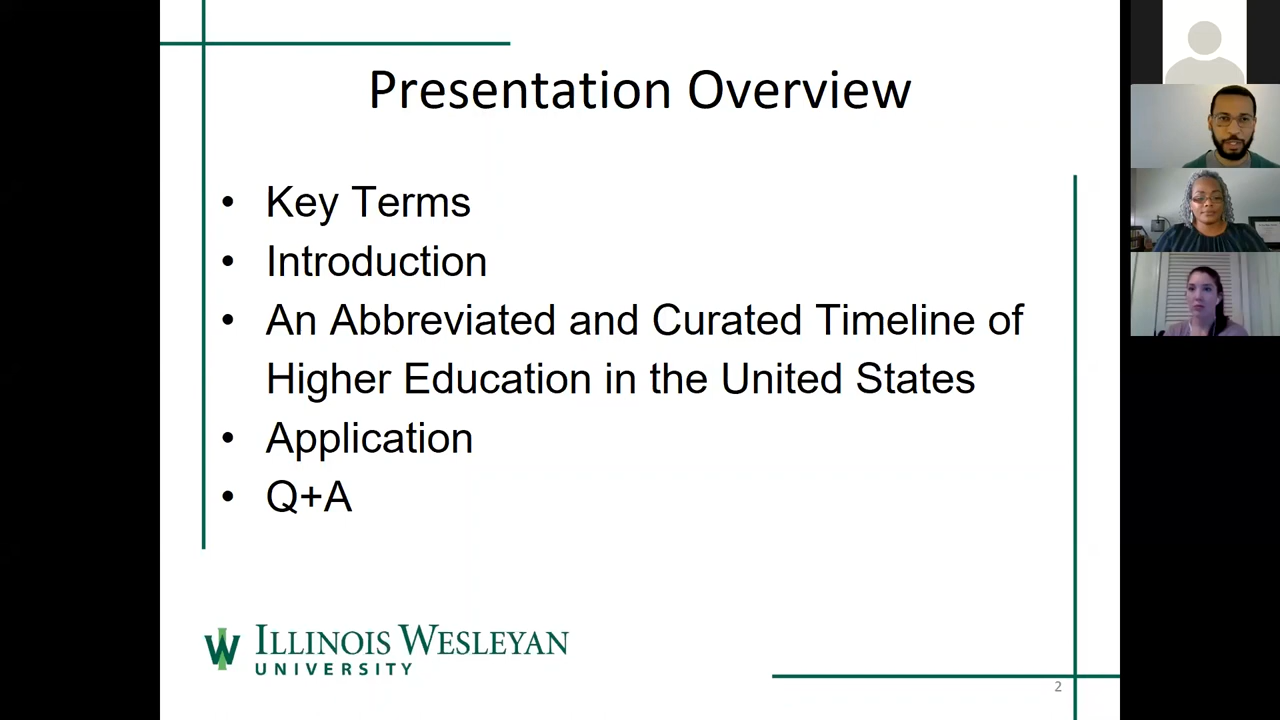 Presentation Overview
• Key Terms
• Introduction
• An Abbreviated and Curated Timeline of
Higher Education in the United States
• Application
• Q+A
ILLINOIS WESLEYAN
UNIVERSITY
2